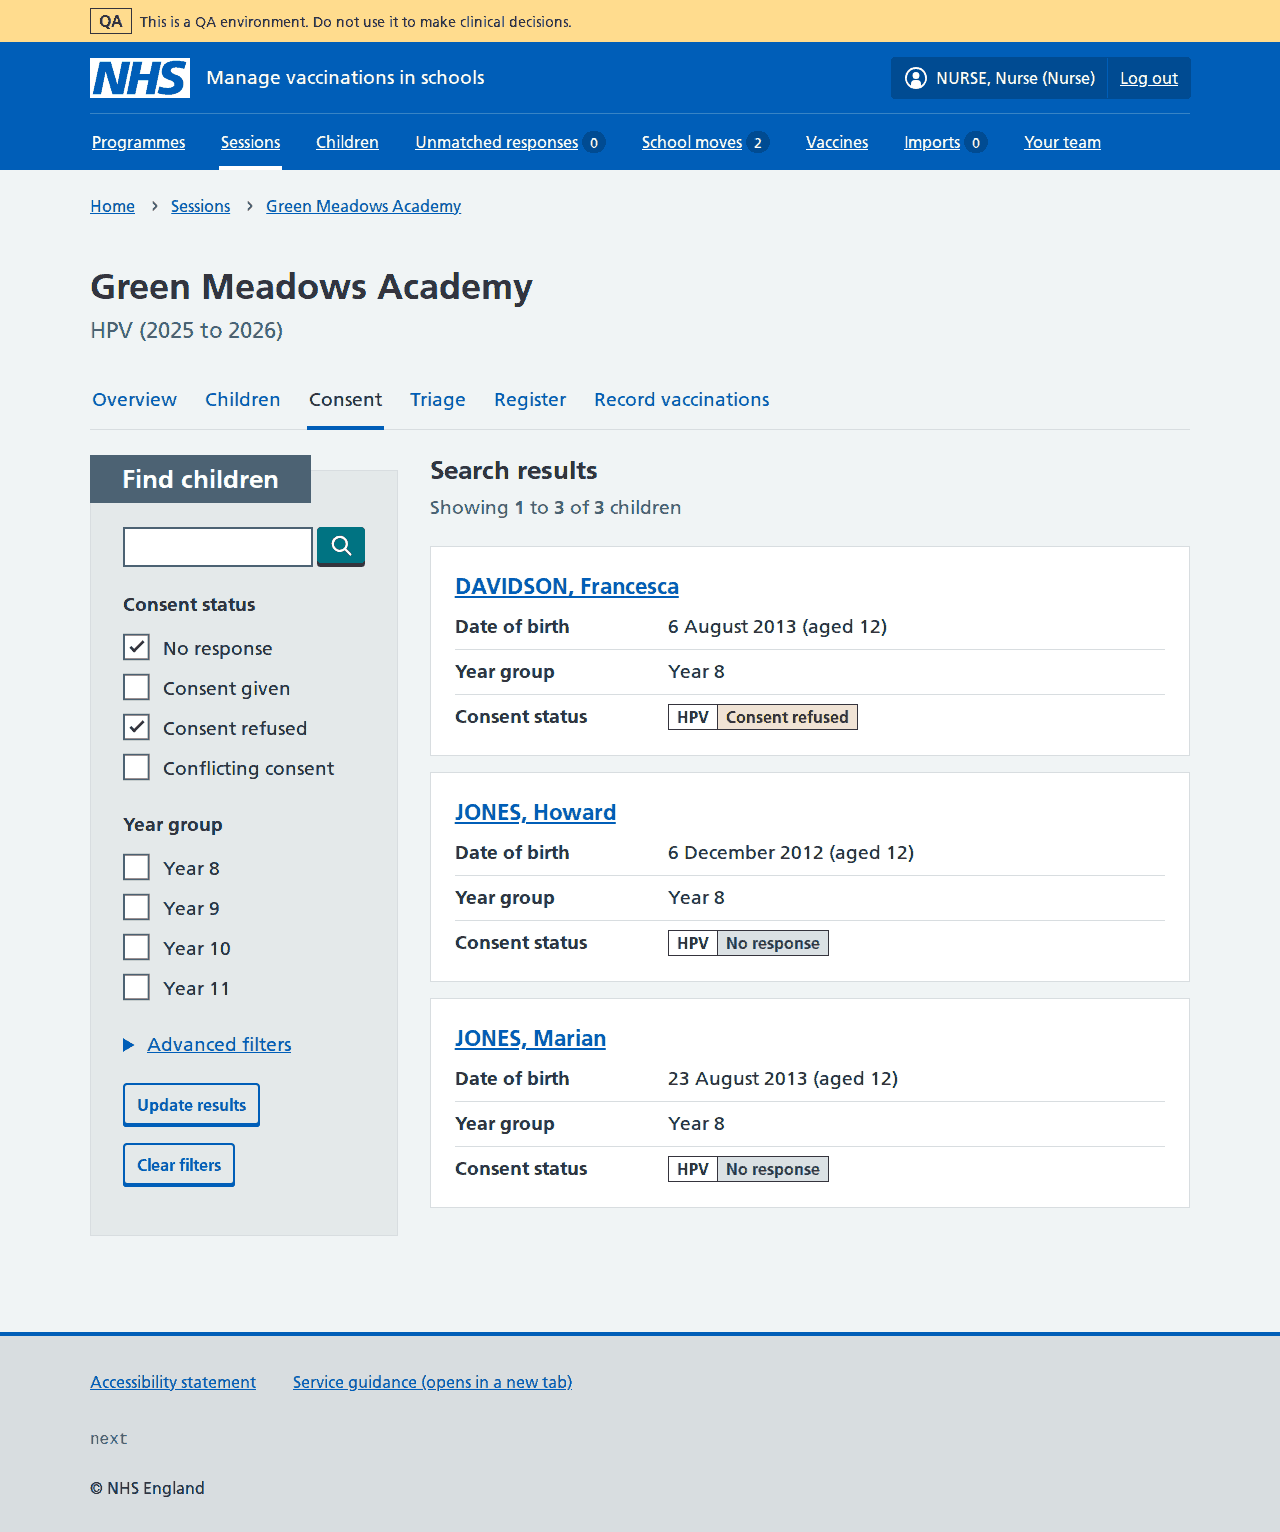 QA This is a QA environment. Do not use it to make clinical decisions.
NHS Manage vaccinations in schools NURSE, Nurse (Nurse) Log out
Programmes Sessions Children Unmatched responses 0 School moves 2 Vaccines Imports 0 Your team
Home Sessions Green Meadows Academy
Green Meadows Academy
HPV (2025 to 2026)
Overview Children Consent Triage Register Record vaccinations
Find children
Consent status
No response
Consent given
Consent refused
Conflicting consent
Year group
Year 8
Year 9
Year 10
Year 11
Advanced filters
Update results
Clear filters
Search results
Showing 1 to 3 of 3 children
DAVIDSON, Francesca
Date of birth 6 August 2013 (aged 12)
Year group Year 8
Consent status HPV Consent refused
JONES, Howard
Date of birth 6 December 2012 (aged 12)
Year group Year 8
Consent status HPV No response
JONES, Marian
Date of birth 23 August 2013 (aged 12)
Year group Year 8
Consent status HPV No response
Accessibility statement Service guidance (opens in a new tab)
next
© NHS England